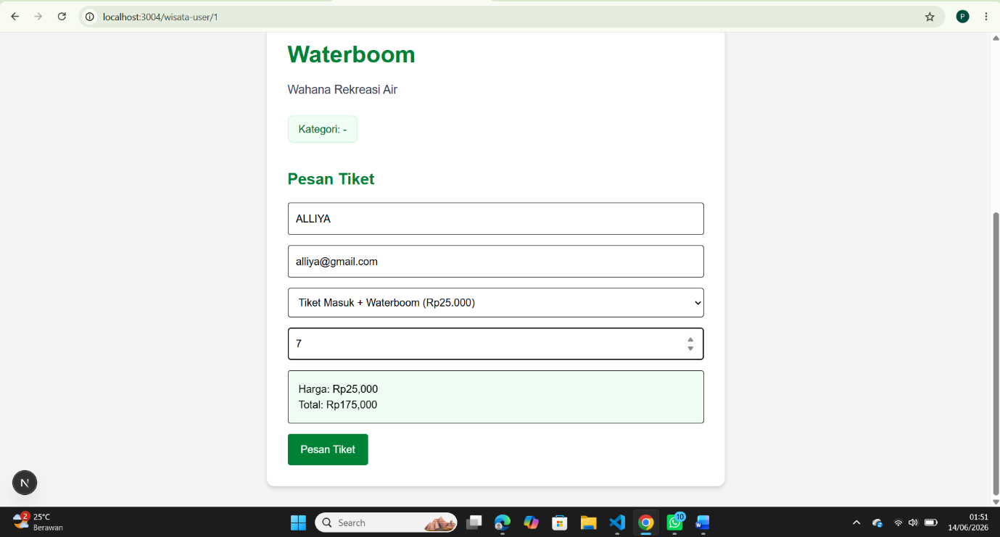 localhost:3004/wisata-user/1
P
Waterboom
Wahana Rekreasi Air
Kategori: -
Pesan Tiket
ALLIYA
alliya@gmail.com
Tiket Masuk + Waterboom (Rp25.000)
7
Harga: Rp25,000
Total: Rp175,000
Pesan Tiket
N
2
25°C
Berawan
Search
10
W
01:51
14/06/2026